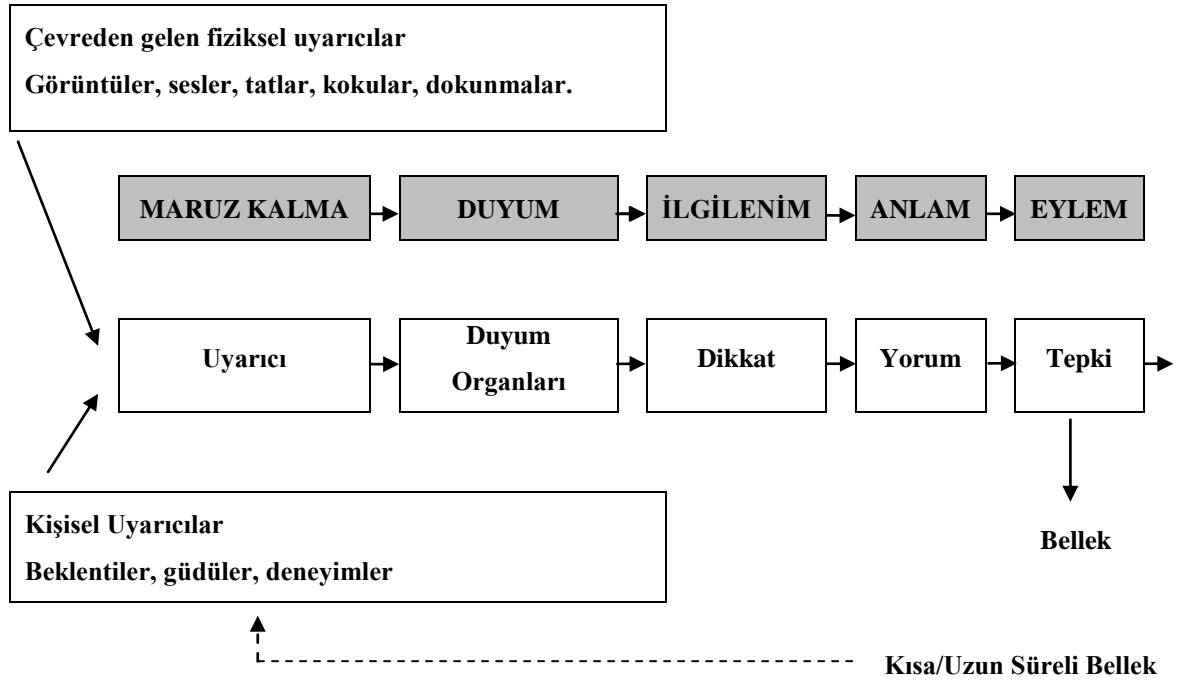 Çevreden gelen fiziksel uyarıcılar
Görüntüler, sesler, tatlar, kokular, dokunmalar.
MARUZ KALMA
DUYUM
İLGİLENİM
ANLAM
EYLEM
Uyarıcı
Duyum
Organları
Dikkat
Yorum
Tepki
Kişisel Uyarıcılar
Beklentiler, güdüler, deneyimler
Bellek
Kısa/Uzun Süreli Bellek